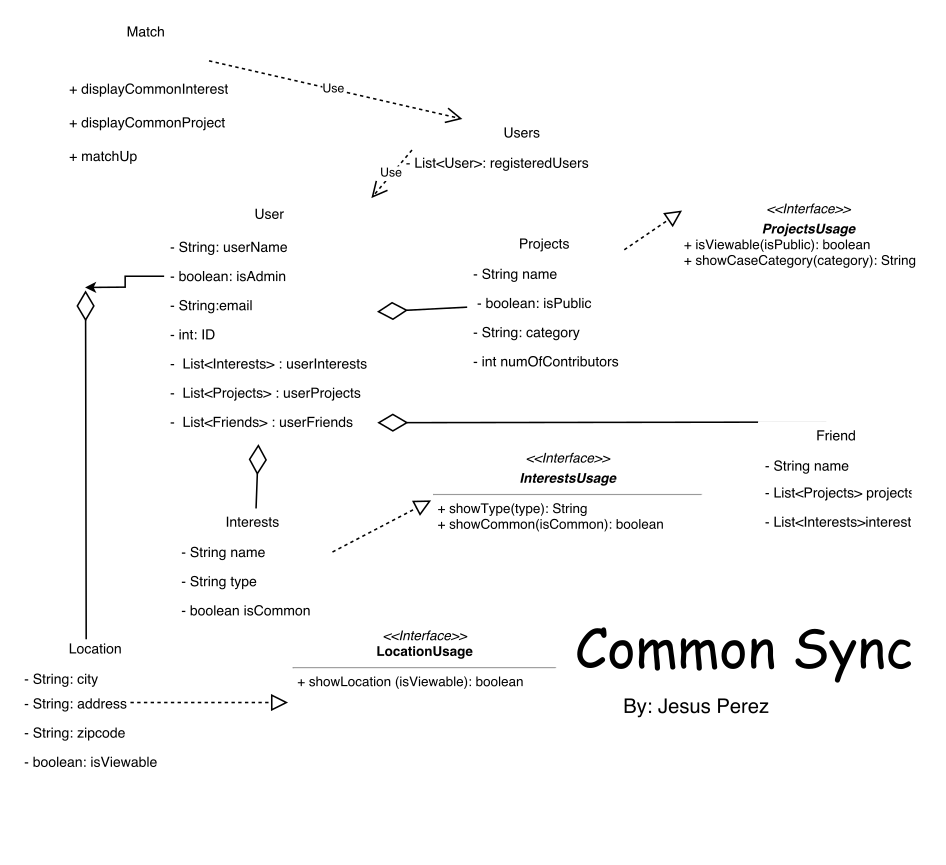 Match
+ displayCommonInterest
+ displayCommonProject
+ matchUp
Use
Users
- List<User>: registeredUsers
Use
User
- String: userName
- boolean: isAdmin
- String:email
- int: ID
- List<Interests> : userInterests
- List<Projects> : userProjects
- List<Friends> : userFriends
Projects
- String name
- boolean: isPublic
- String: category
- int numOfContributors
<<Interface>>
ProjectsUsage
+ isViewable(isPublic): boolean
+ showCaseCategory(category): String
Friend
- String name
- List<Projects> projects
- List<Interests>interest
<<Interface>>
InterestsUsage
+ showType(type): String
+ showCommon(isCommon): boolean
Interests
- String name
- String type
- boolean isCommon
Location
- String: city
- String: address
- String: zipcode
- boolean: isViewable
<<Interface>>
LocationUsage
+ showLocation (isViewable): boolean
Common Sync
By: Jesus Perez